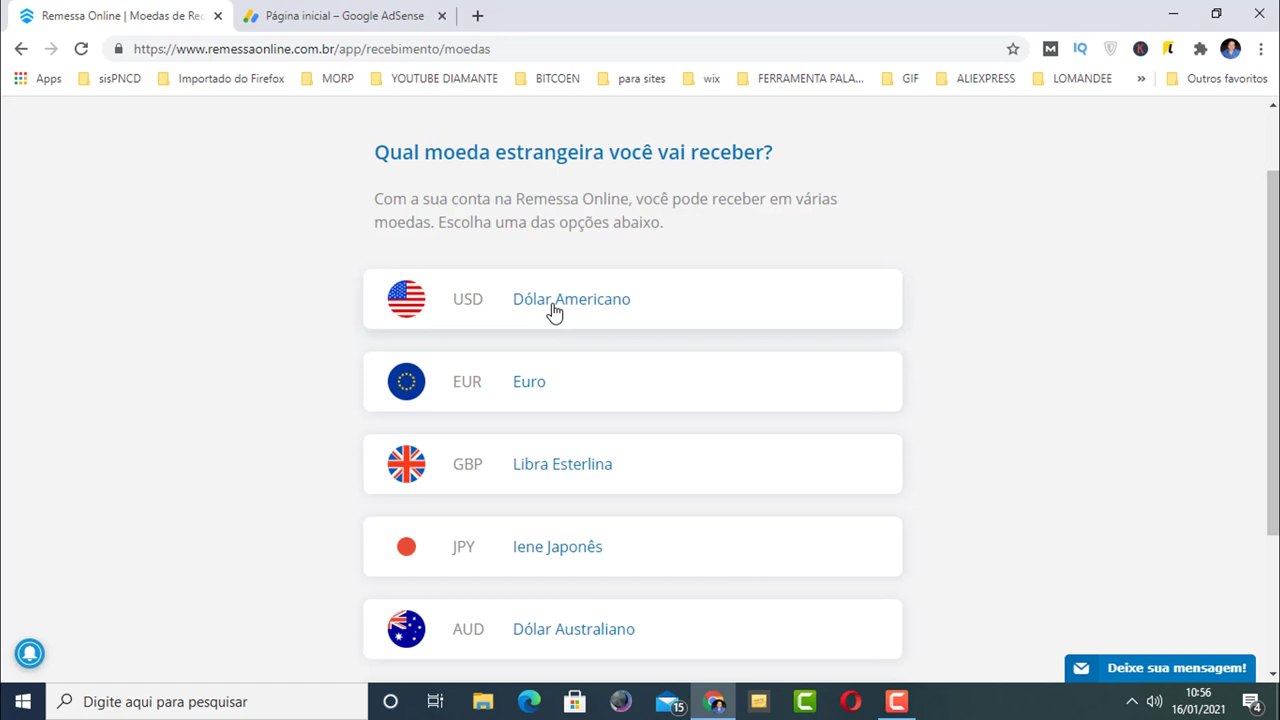 Remessa Online | Moedas de Rec
Página inicial – Google AdSense
https://www.remessaonline.com.br/app/recebimento/moedas
M
IQ
K
Apps
sisPNCD
Importado do Firefox
MORP
YOUTUBE DIAMANTE
BITCOEN
para sites
wix
FERRAMENTA PALA...
GIF
ALIEXPRESS
LOMANDEE
»
Outros favoritos
Qual moeda estrangeira você vai receber?
Com a sua conta na Remessa Online, você pode receber em várias
moedas. Escolha uma das opções abaixo.
USD Dólar Americano
EUR Euro
GBP Libra Esterlina
JPY Iene Japonês
AUD Dólar Australiano
Deixe sua mensagem!
Digite aqui para pesquisar
15
C
C
10:56
16/01/2021
4